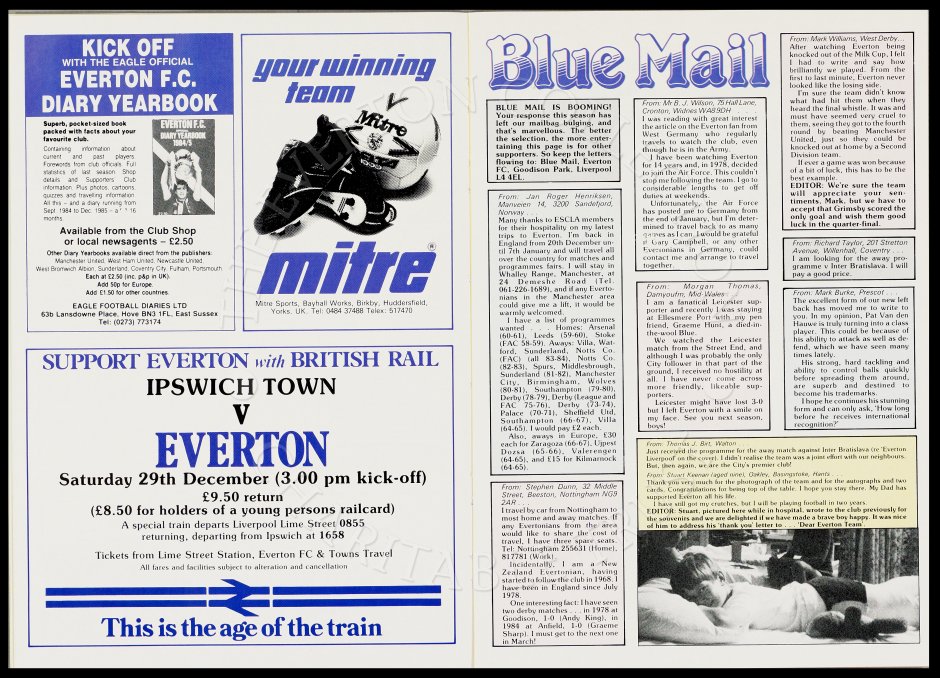 KICK OFF
WITH THE EAGLE OFFICIAL
EVERTON F.C.
DIARY YEARBOOK
Superb, pocket-sized book
packed with facts about your
favourite club.
Containing information about
current and past players.
Forewords from club officials. Full
statistics of last season. Shop
details and Supporters Club
information. Plus photos, cartoons,
quizzes and travelling information.
All this – and a diary running from
Sept. 1984 to Dec. 1985 – a f 16
months.
EVERTON F.C.
DIARY YEARBOOK
1984/5
Available from the Club Shop
or local newsagents – £2.50
Other Diary Yearbooks available direct from the publishers:
Manchester United, West Ham United, Newcastle United,
West Bromwich Albion, Sunderland, Coventry City, Fulham, Portsmouth.
Each at £2.50 (inc. p&p in UK).
Add 50p for Europe.
Add £1.50 for other countries.
EAGLE FOOTBALL DIARIES LTD
63b Lansdowne Place, Hove BN3 1FL, East Sussex
Tel: (0273) 773174
your winning
team
Mitre
mitre®
Mitre Sports, Bayhall Works, Birkby, Huddersfield,
Yorks. UK. Tel: 0484 37488 Telex: 517470
SUPPORT EVERTON with BRITISH RAIL
IPSWICH TOWN
V
EVERTON
Saturday 29th December (3.00 pm kick-off)
£9.50 return
(£8.50 for holders of a young persons railcard)
A special train departs Liverpool Lime Street 0855
returning, departing from Ipswich at 1658
Tickets from Lime Street Station, Everton FC & Towns Travel
All fares and facilities subject to alteration and cancellation
This is the age of the train
Blue Mail
BLUE MAIL IS BOOMING!
Your response this season has
left our mailbag bulging, and
that's marvellous. The better
the selection, the more enter-
taining this page is for other
supporters. So keep the letters
flowing to: Blue Mail, Everton
FC, Goodison Park, Liverpool
L4 4EL.
From: Jan Roger Henriksen,
Manveien 14, 3200 Sandefjord,
Norway...
Many thanks to ESCLA members
for their hospitality on my latest
trips to Everton. I'm back in
England from 20th December un-
til 7th January and will travel all
over the country for matches and
programmes fairs. I will stay in
Whalley Range, Manchester, at
24 Demeshe Road (Tel.
061-226-1689), and if any Everto-
nians in the Manchester area
could give me a lift, it would be
warmly welcomed.
I have a list of programmes
wanted . . . Homes: Arsenal
(60-61), Leeds (59-60), Stoke
(FAC 58-59). Aways: Villa, Wat-
ford, Sunderland, Notts Co.
(FAC) (all 83-84), Notts Co.
(82-83), Spurs, Middlesbrough,
Sunderland (81-82), Manchester
City, Birmingham, Wolves
(80-81), Southampton (79-80),
Derby (78-79), Derby (League and
FAC 75-76), Derby (73-74),
Palace (70-71), Sheffield Utd,
Southampton (66-67), Villa
(64-65). I would pay £2 each.
Also, aways in Europe, £30
each for Zaragoza (66-67), Ujpest
Dozsa (65-66), Valerengen
(64-65), and £15 for Kilmarnock
(64-65).
From: Stephen Dunn, 32 Middle
Street, Beeston, Nottingham NG9
2AR
I travel by car from Nottingham to
most home and away matches. If
any Evertonians from the area
would like to share the cost of
travel, I have three spare seats.
Tel: Nottingham 255631 (Home),
817781 (Work).
Incidentally, I am a New
Zealand Evertonian, having
started to follow the club in 1968. I
have been in England since July
1978.
One interesting fact: I have seen
two derby matches . . . in 1978 at
Goodison, 1-0 (Andy King), in
1984 at Anfield, 1-0 (Graeme
Sharp). I must get to the next one
in March!
From: Mr B. J. Wilson, 75 Hall Lane,
Cronton, Widnes WA8 9DH
I was reading with great interest
the article on the Everton fan from
West Germany who regularly
travels to watch the club, even
though he is in the Army.
I have been watching Everton
for 14 years and, in 1978, decided
to join the Air Force. This couldn't
stop me following the team. I go to
considerable lengths to get off
duties at weekends.
Unfortunately, the Air Force
has posted me to Germany from
the end of January, but I'm de-
termined to travel back to as many
games as I can. I would be grateful
if Gary Campbell, or any other
Evertonians in Germany, could
contact me and arrange to travel
together.
From: Morgan Thomas,
Damyoufm, Mid-Wales
I am a fanatical Leicester sup-
porter and recently I was staying
at Ellesmere Port with my pen
friend, Graeme Hunt, a died-in-
the-wool Blue.
We watched the Leicester
match from the Street End, and
although I was probably the only
City follower in that part of the
ground, I received no hostility at
all. I have never come across
more friendly, likeable sup-
porters.
Leicester might have lost 3-0
but I left Everton with a smile on
my face. See you next season,
boys!
From: Mark Williams, West Derby...
After watching Everton being
knocked out of the Milk Cup, I felt
I had to write and say how
brilliantly we played. From the
first to last minute, Everton never
looked like the losing side.
I'm sure the team didn't know
what had hit them when they
heard the final whistle. It was and
must have seemed very cruel to
them, seeing they got to the fourth
round by beating Manchester
United, just so they could be
knocked out at home by a Second
Division team.
If ever a game was won because
of a bit of luck, this has to be the
best example.
EDITOR: We're sure the team
will appreciate your sen-
timents, Mark, but we have to
accept that Grimsby scored the
only goal and wish them good
luck in the quarter-final.
From: Richard Taylor, 201 Stretton
Avenue, Willenhall, Coventry...
I am looking for the away pro-
gramme v Inter Bratislava. I will
pay a good price.
From: Mark Burke, Prescot...
The excellent form of our new left
back has moved me to write to
you. In my opinion, Pat Van den
Hauwe is truly turning into a class
player. This could be because of
his ability to attack as well as de-
fend, which we have seen many
times lately.
His strong, hard tackling and
ability to control balls quickly
before spreading them around,
are superb and destined to
become his trademarks.
I hope he continues his stunning
form and can only ask, 'How long
before he receives international
recognition?'
From: Thomas J. Birt, Walton...
Just received the programme for the away match against Inter Bratislava (re 'Everton
Liverpool' on the cover). I didn't realise the team was a joint effort with our neighbours.
But, then again, we are the City's premier club!
From: Stuart Keenan (aged nine), Oakley, Basingstoke, Hants...
Thank you very much for the photograph of the team and for the autographs and two
cards. Congratulations for being top of the table. I hope you stay there. My Dad has
supported Everton all his life.
I have still got my crutches, but I will be playing football in two years.
EDITOR: Stuart, pictured here while in hospital, wrote to the club previously for
the souvenirs and we are delighted if we have made a brave boy happy. It was nice
of him to address his 'thank you' letter to . . . 'Dear Everton Team'.